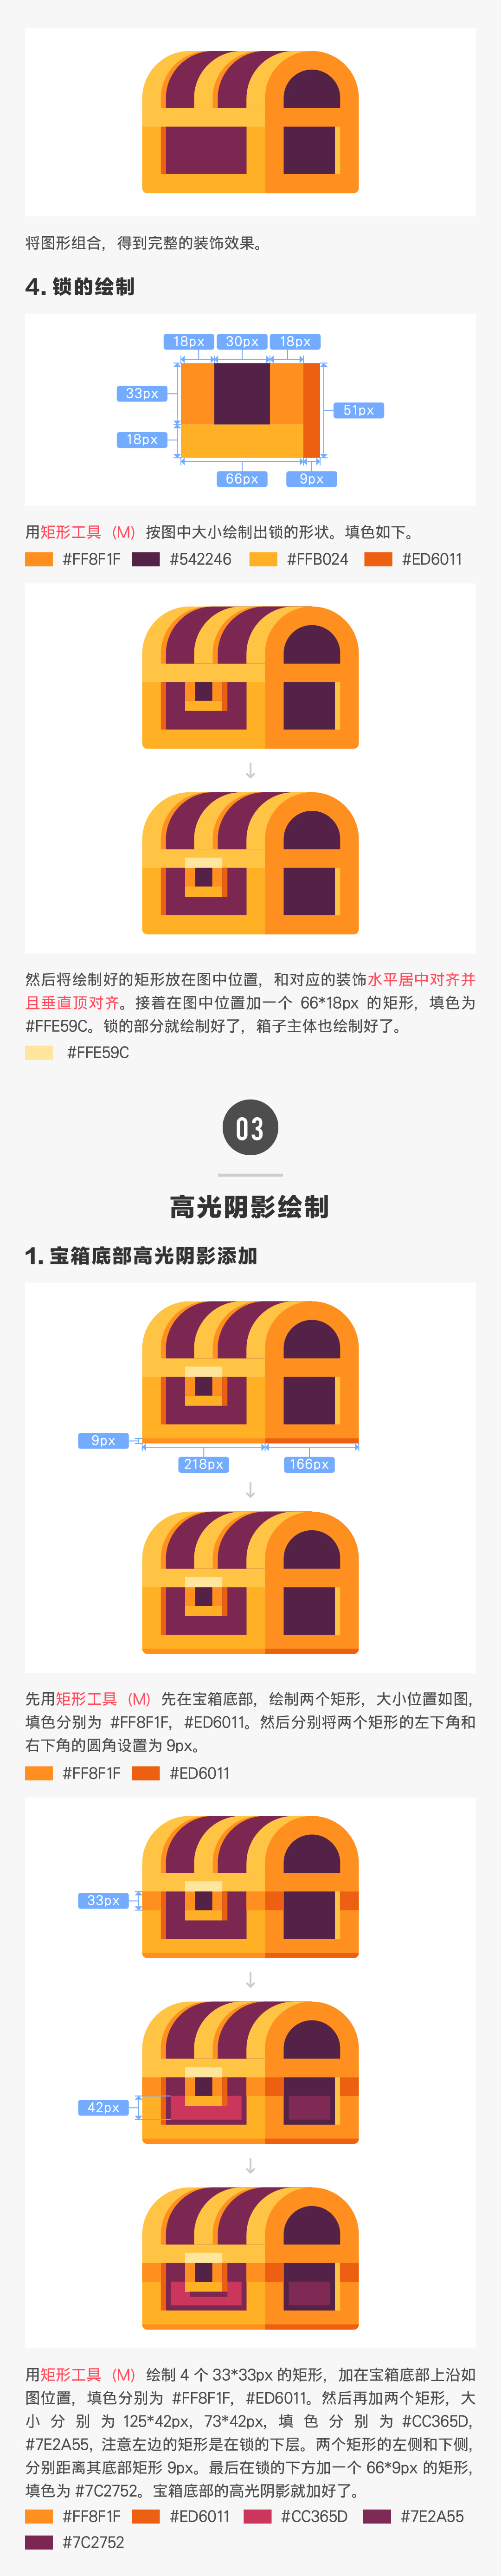 将图形组合，得到完整的装饰效果。
4. 锁的绘制
18px 30px 18px
33px
51px
18px
66px 9px
用矩形工具（M）按图中大小绘制出锁的形状。填色如下。
#FF8F1F #542246 #FFB024 #ED6011
然后将绘制好的矩形放在图中位置，和对应的装饰水平居中对齐并
且垂直顶对齐。接着在图中位置加一个 66*18px 的矩形，填色为
#FFE59C。锁的部分就绘制好了，箱子主体也绘制好了。
#FFE59C
03
高光阴影绘制
1. 宝箱底部高光阴影添加
9px
218px 166px
先用矩形工具（M）先在宝箱底部，绘制两个矩形，大小位置如图，
填色分别为 #FF8F1F，#ED6011。然后分别将两个矩形的左下角和
右下角的圆角设置为 9px。
#FF8F1F #ED6011
33px
42px
用矩形工具（M）绘制 4 个 33*33px 的矩形，加在宝箱底部上沿如
图位置，填色分别为 #FF8F1F，#ED6011。然后再加两个矩形，大
小分别为 125*42px，73*42px，填色分别为 #CC365D，
#7E2A55，注意左边的矩形是在锁的下层。两个矩形的左侧和下侧，
分别距离其底部矩形 9px。最后在锁的下方加一个 66*9px 的矩形，
填色为 #7C2752。宝箱底部的高光阴影就加好了。
#FF8F1F #ED6011 #CC365D #7E2A55
#7C2752